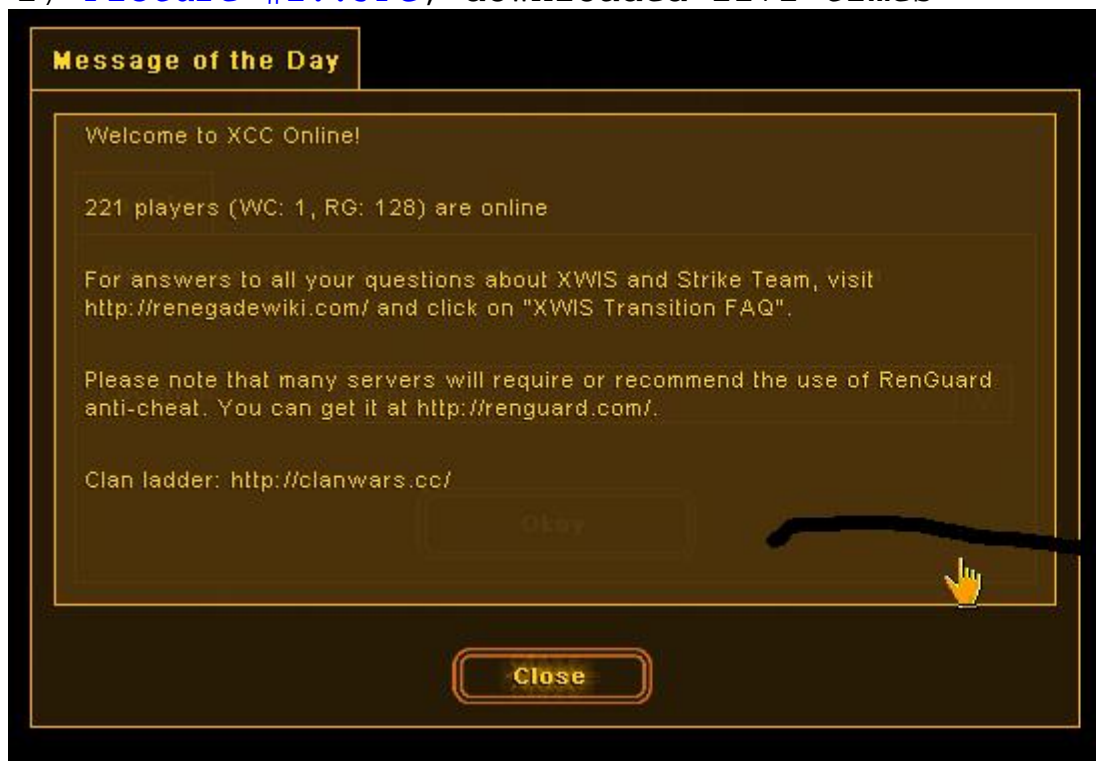 Message of the Day
Welcome to XCC Online!
221 players (WC: 1, RG: 128) are online
For answers to all your questions about XWIS and Strike Team, visit
http://renegadewiki.com/ and click on "XWIS Transition FAQ".
Please note that many servers will require or recommend the use of RenGuard
anti-cheat. You can get it at http://renguard.com/.
Clan ladder: http://clanwars.cc/
Okay
Close